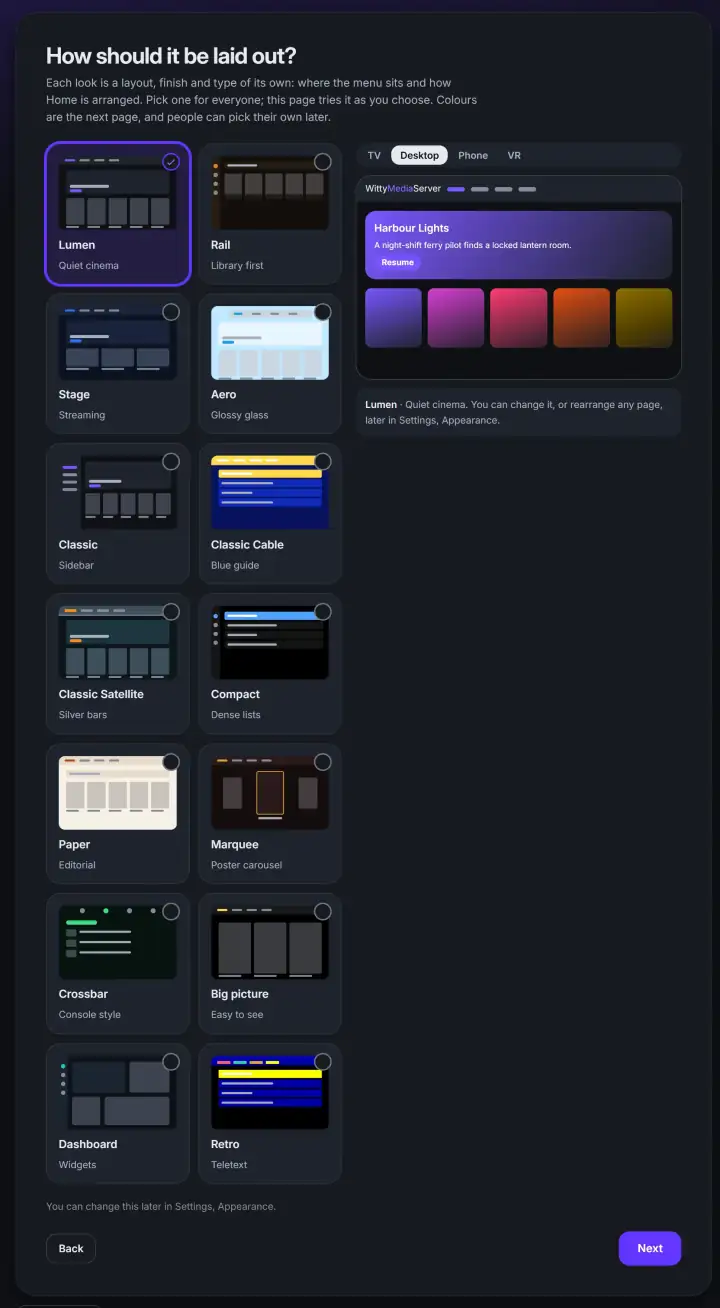 How should it be laid out?
Each look is a layout, finish and type of its own: where the menu sits and how
Home is arranged. Pick one for everyone; this page tries it as you choose. Colours
are the next page, and people can pick their own later.
Lumen
Quiet cinema
Rail
Library first
Stage
Streaming
Aero
Glossy glass
Classic
Sidebar
Classic Cable
Blue guide
Classic Satellite
Silver bars
Compact
Dense lists
Paper
Editorial
Marquee
Poster carousel
Crossbar
Console style
Big picture
Easy to see
Dashboard
Widgets
Retro
Teletext
TV Desktop Phone VR
WittyMediaServer
Harbour Lights
A night-shift ferry pilot finds a locked lantern room.
Resume
Lumen · Quiet cinema. You can change it, or rearrange any page,
later in Settings, Appearance.
You can change this later in Settings, Appearance.
Back
Next